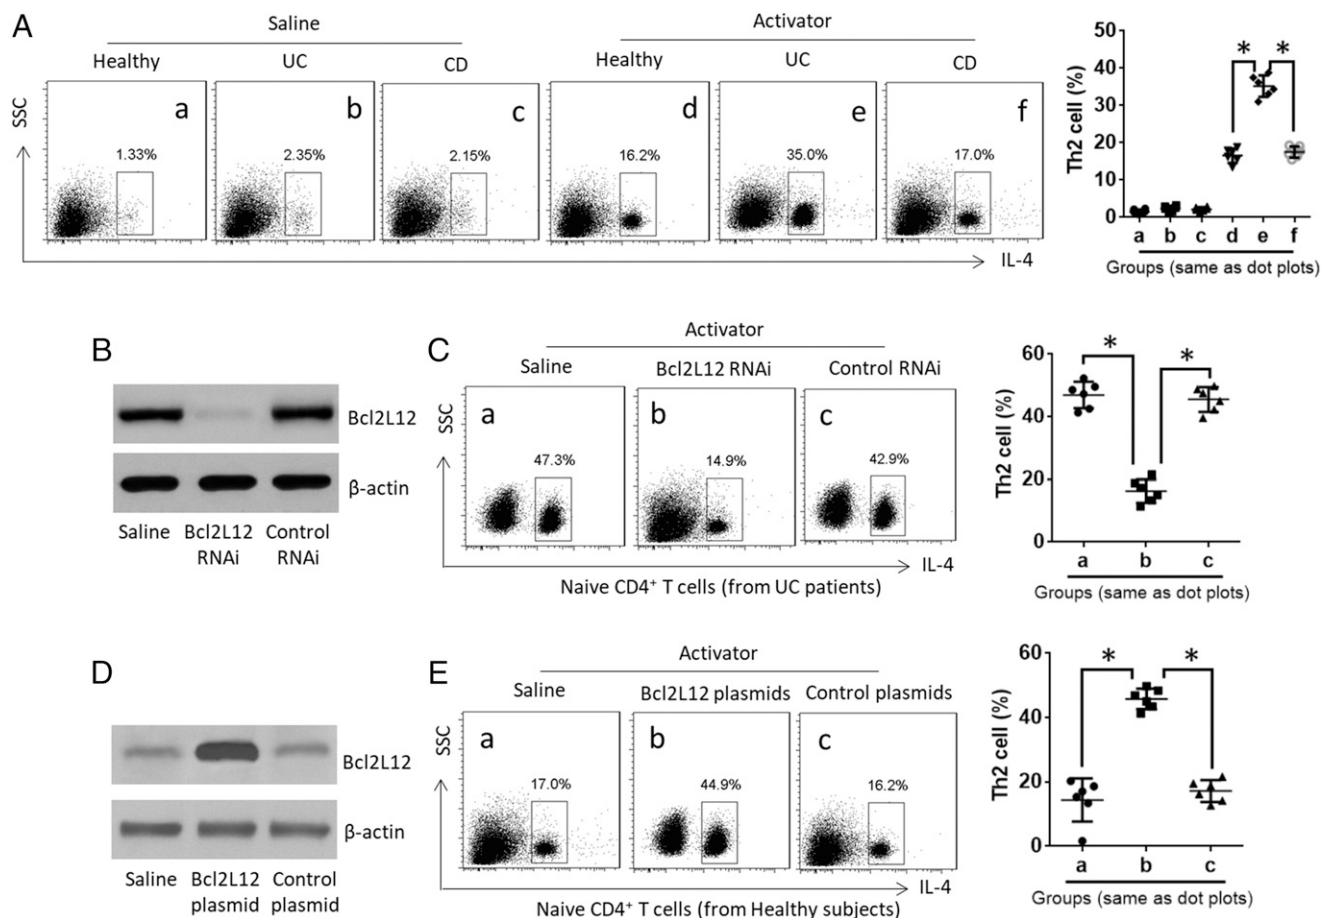 A
Saline
Activator
Healthy
UC
CD
Healthy
UC
CD
SSC
a
b
c
d
e
f
1.33%
2.35%
2.15%
16.2%
35.0%
17.0%
IL-4
Th2 cell (%)
50
40
30
20
10
0
* *
a b c d e f
Groups (same as dot plots)
B
Bcl2L12
β-actin
Saline
Bcl2L12
RNAi
Control
RNAi
C
Activator
Saline
Bcl2L12 RNAi
Control RNAi
SSC
a
b
c
47.3%
14.9%
42.9%
IL-4
Naive CD4⁺ T cells (from UC patients)
Th2 cell (%)
60
40
20
0
* *
a b c
Groups (same as dot plots)
D
Bcl2L12
β-actin
Saline
Bcl2L12
plasmid
Control
plasmid
E
Activator
Saline
Bcl2L12 plasmids
Control plasmids
SSC
a
b
c
17.0%
44.9%
16.2%
IL-4
Naive CD4⁺ T cells (from Healthy subjects)
Th2 cell (%)
60
40
20
0
* *
a b c
Groups (same as dot plots)